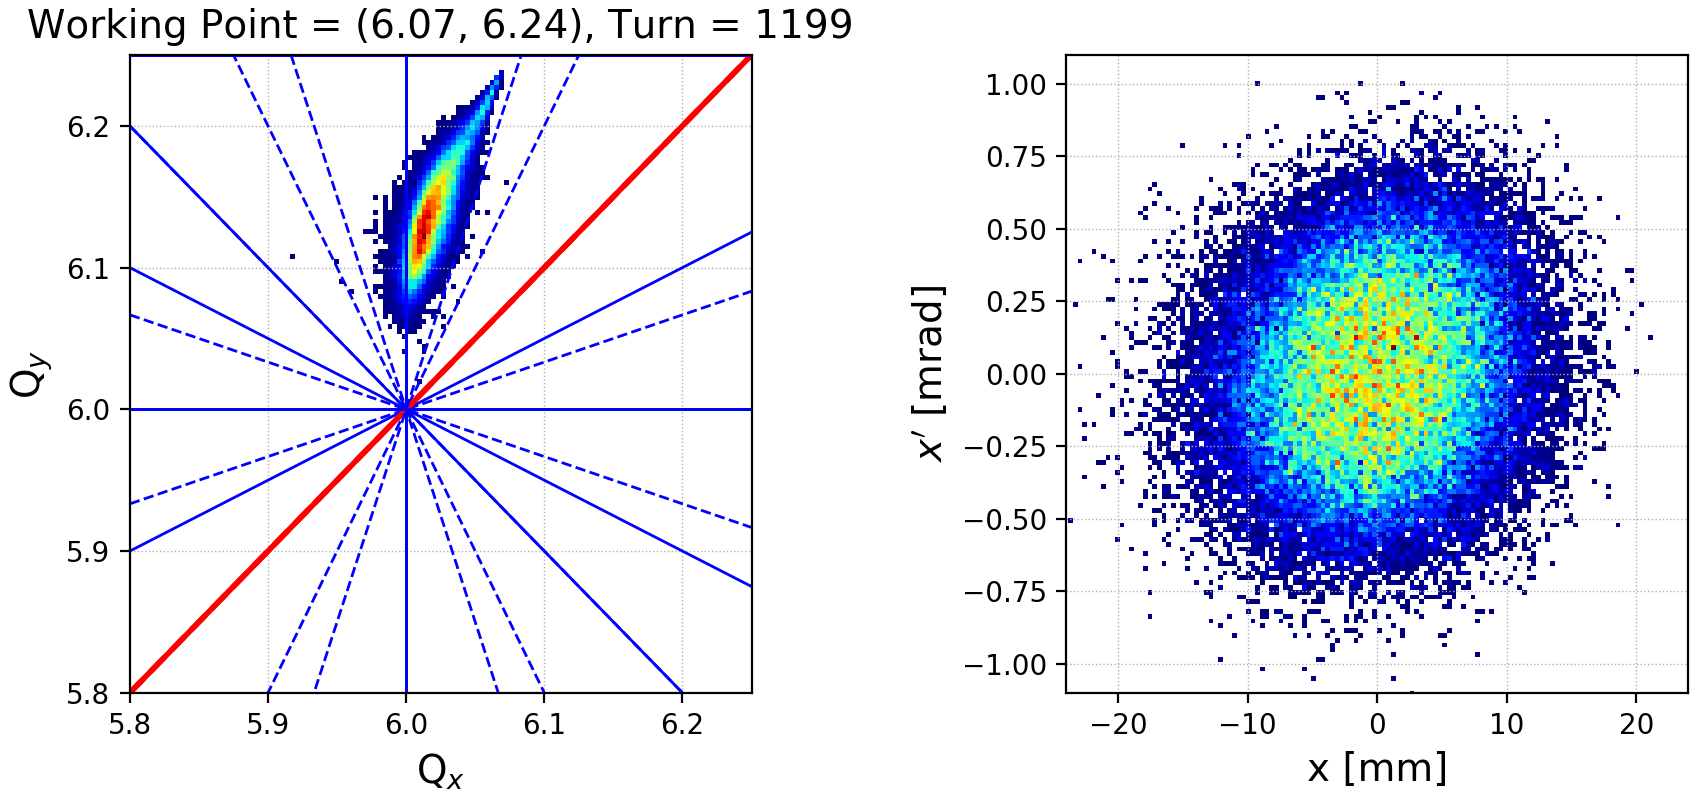 Working Point = (6.07, 6.24), Turn = 1199
6.2
6.1
6.0
5.9
5.8
Q_y
5.8 5.9 6.0 6.1 6.2
Q_x
1.00
0.75
0.50
0.25
0.00
−0.25
−0.50
−0.75
−1.00
x′ [mrad]
−20 −10 0 10 20
x [mm]